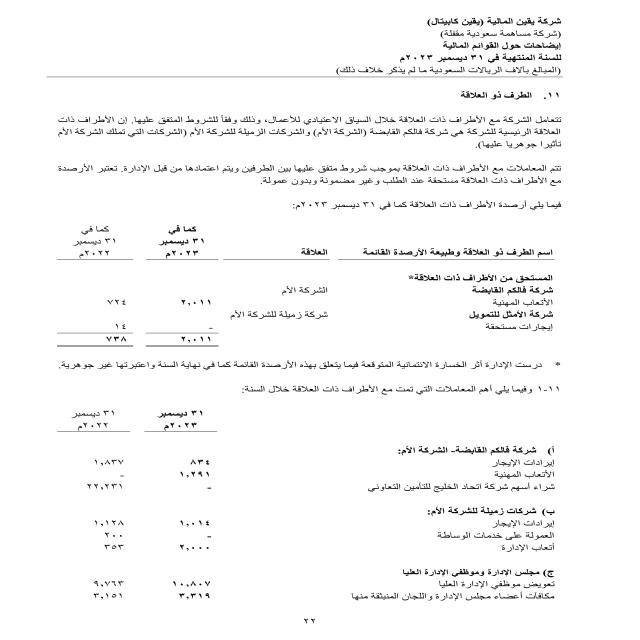 شركة يقين المالية (يقين كابيتال)
(شركة مساهمة سعودية مقفلة)
إيضاحات حول القوائم المالية
للسنة المنتهية في ٣١ ديسمبر ٢٠٢٣م
(المبالغ بآلاف الريالات السعودية ما لم يذكر خلاف ذلك)
١١. الطرف ذو العلاقة
تتعامل الشركة مع الأطراف ذات العلاقة خلال السياق الاعتيادي للأعمال، وذلك وفقاً للشروط المتفق عليها. إن الأطراف ذات
العلاقة الرئيسية للشركة هي شركة فالكم القابضة (الشركة الأم) والشركات الزميلة للشركة الأم (الشركات التي تملك الشركة الأم
تأثيرا جوهريا عليها).
تتم المعاملات مع الأطراف ذات العلاقة بموجب شروط متفق عليها بين الطرفين ويتم اعتمادها من قبل الإدارة. تعتبر الأرصدة
مع الأطراف ذات العلاقة مستحقة عند الطلب وغير مضمونة وبدون عمولة.
فيما يلي أرصدة الأطراف ذات العلاقة كما في ٣١ ديسمبر ٢٠٢٣م:
اسم الطرف ذو العلاقة وطبيعة الأرصدة القائمة العلاقة كما في ٣١ ديسمبر ٢٠٢٣م كما في ٣١ ديسمبر ٢٠٢٢م
المستحق من الأطراف ذات العلاقة*
شركة فالكم القابضة الشركة الأم
الأتعاب المهنية ٢,٠١١ ٧٢٤
شركة الأمثل للتمويل شركة زميلة للشركة الأم
إيجارات مستحقة - ١٤
٢,٠١١ ٧٣٨
* درست الإدارة أثر الخسارة الائتمانية المتوقعة فيما يتعلق بهذه الأرصدة القائمة كما في نهاية السنة واعتبرتها غير جوهرية.
١١-١ وفيما يلي أهم المعاملات التي تمت مع الأطراف ذات العلاقة خلال السنة:
٣١ ديسمبر ٢٠٢٣م ٣١ ديسمبر ٢٠٢٢م
أ) شركة فالكم القابضة- الشركة الأم:
إيرادات الإيجار ٨٣٤ ١,٨٣٧
الأتعاب المهنية ١,٢٩١ -
شراء أسهم شركة اتحاد الخليج للتأمين التعاوني - ٢٢,٢٣١
ب) شركات زميلة للشركة الأم:
إيرادات الإيجار ١,٠١٤ ١,١٢٨
العمولة على خدمات الوساطة - ٢٠٠
أتعاب الإدارة ٢,٠٠٠ ٣٥٣
ج) مجلس الإدارة وموظفي الإدارة العليا
تعويض موظفي الإدارة العليا ١٠,٨٠٧ ٩,٧٦٣
مكافآت أعضاء مجلس الإدارة واللجان المنبثقة منها ٣,٣١٩ ٣,١٥١
٢٢